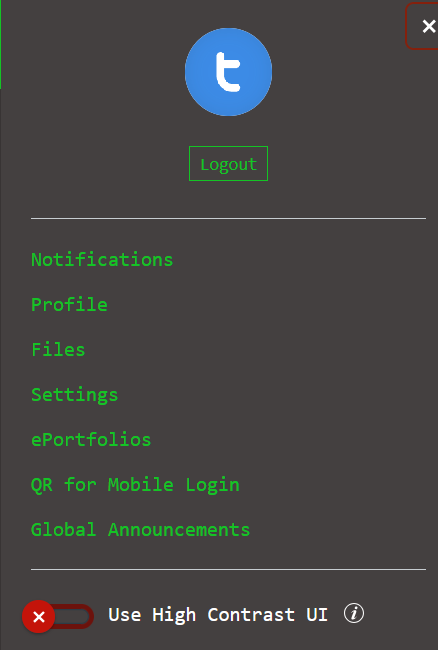 t
Logout
Notifications
Profile
Files
Settings
ePortfolios
QR for Mobile Login
Global Announcements
Use High Contrast UI